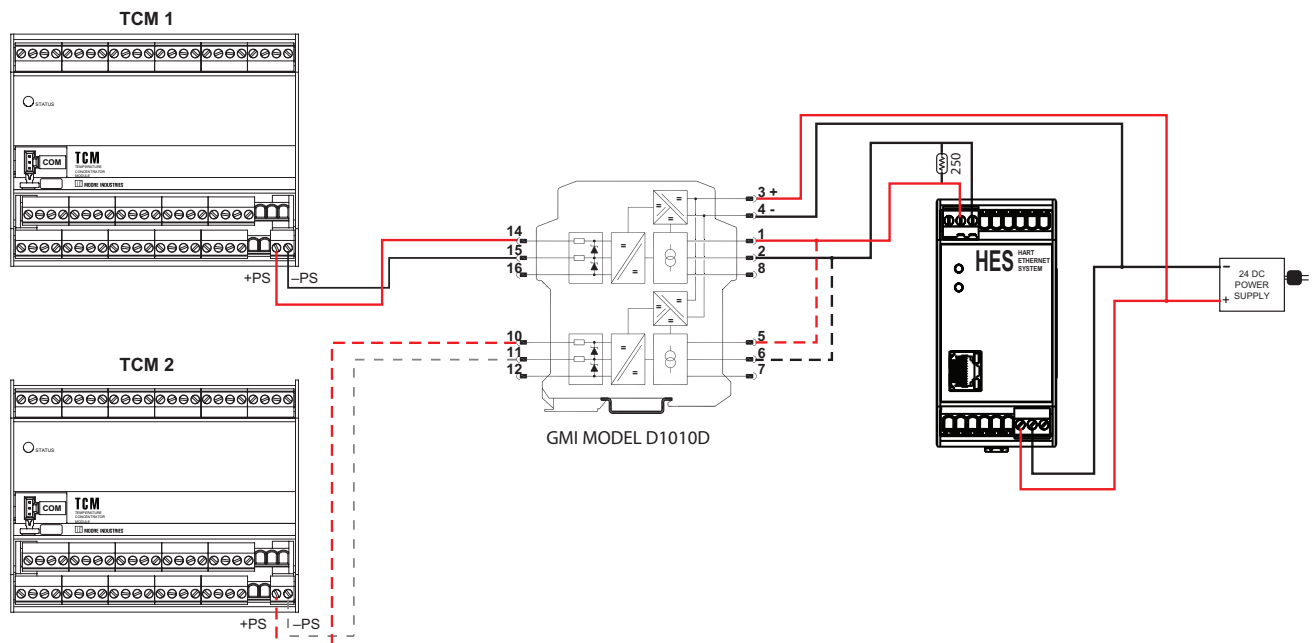 TCM 1
STATUS
COM
TCM
TEMPERATURE
CONCENTRATOR
MODULE
MOORE INDUSTRIES
+PS
–PS
TCM 2
STATUS
COM
TCM
TEMPERATURE
CONCENTRATOR
MODULE
MOORE INDUSTRIES
+PS
–PS
14
15
16
10
11
12
3 +
4 -
1
2
8
5
6
7
GMI MODEL D1010D
250
HES
HART
ETHERNET
SYSTEM
–
+
24 DC
POWER
SUPPLY